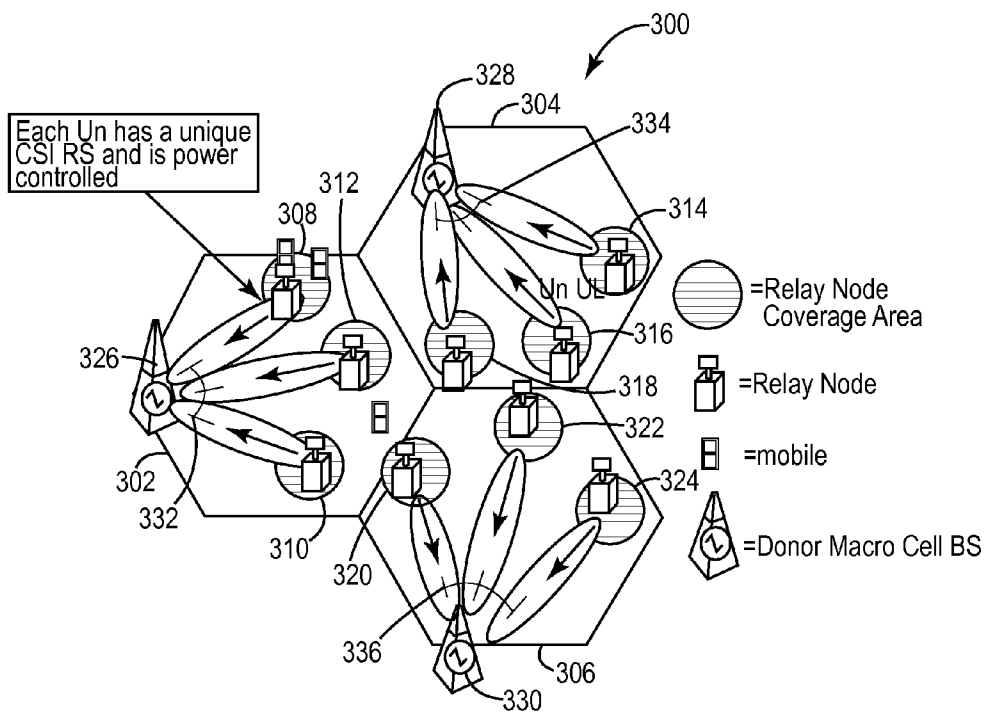 300
328
304
334
Each Un has a unique
CSI RS and is power
controlled
312
308
314
Un UL
316
=Relay Node
Coverage Area
326
318
=Relay Node
322
302
332
310
320
324
=mobile
=Donor Macro Cell BS
336
306
330